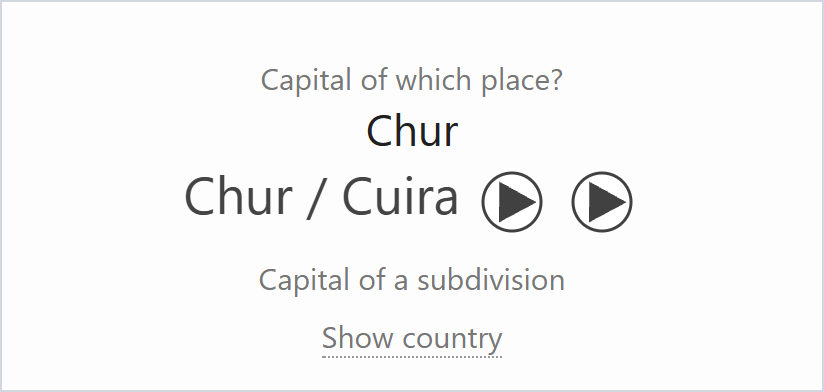 Capital of which place?
Chur
Chur / Cuira
Capital of a subdivision
Show country